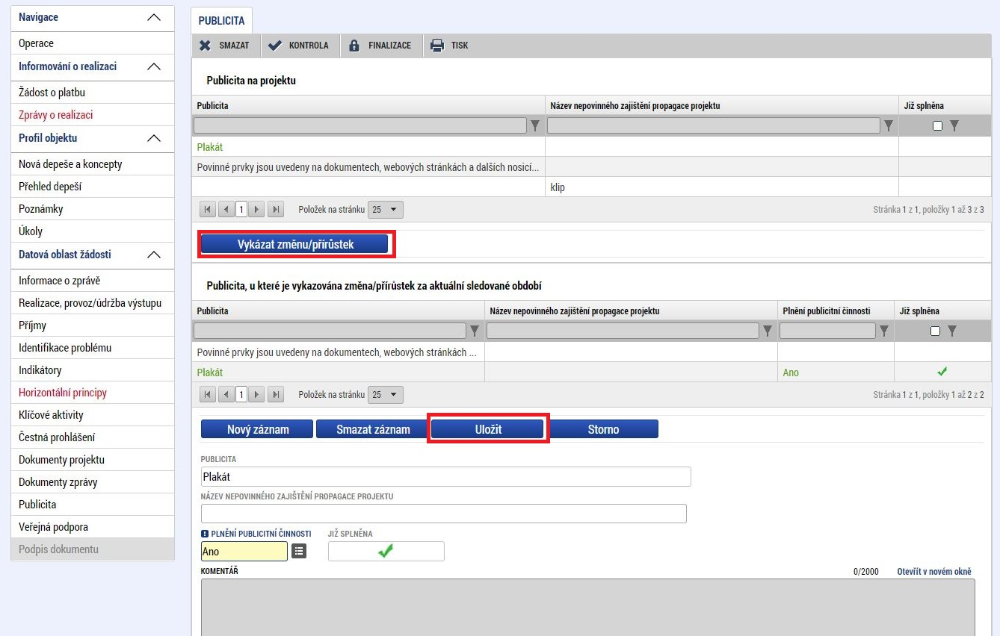 Navigace
Operace
Informování o realizaci
Žádost o platbu
Zprávy o realizaci
Profil objektu
Nová depeše a koncepty
Přehled depeší
Poznámky
Úkoly
Datová oblast žádosti
Informace o zprávě
Realizace, provoz/údržba výstupu
Příjmy
Identifikace problému
Indikátory
Horizontální principy
Klíčové aktivity
Čestná prohlášení
Dokumenty projektu
Dokumenty zprávy
Publicita
Veřejná podpora
Podpis dokumentu
PUBLICITA
SMAZAT KONTROLA FINALIZACE TISK
Publicita na projektu
Publicita Název nepovinného zajištění propagace projektu Již splněna
Plakát
Povinné prvky jsou uvedeny na dokumentech, webových stránkách a dalších nosicí...
klip
1 Položek na stránku 25 Stránka 1 z 1, položky 1 až 3 z 3
Vykázat změnu/přírůstek
Publicita, u které je vykazována změna/přírůstek za aktuální sledované období
Publicita Název nepovinného zajištění propagace projektu Plnění publicitní činnosti Již splněna
Povinné prvky jsou uvedeny na dokumentech, webových stránkách ...
Plakát Ano
1 Položek na stránku 25 Stránka 1 z 1, položky 1 až 2 z 2
Nový záznam Smazat záznam Uložit Storno
PUBLICITA
Plakát
NÁZEV NEPOVINNÉHO ZAJIŠTĚNÍ PROPAGACE PROJEKTU
PLNĚNÍ PUBLICITNÍ ČINNOSTI JIŽ SPLNĚNA
Ano
KOMENTÁŘ 0/2000 Otevřít v novém okně